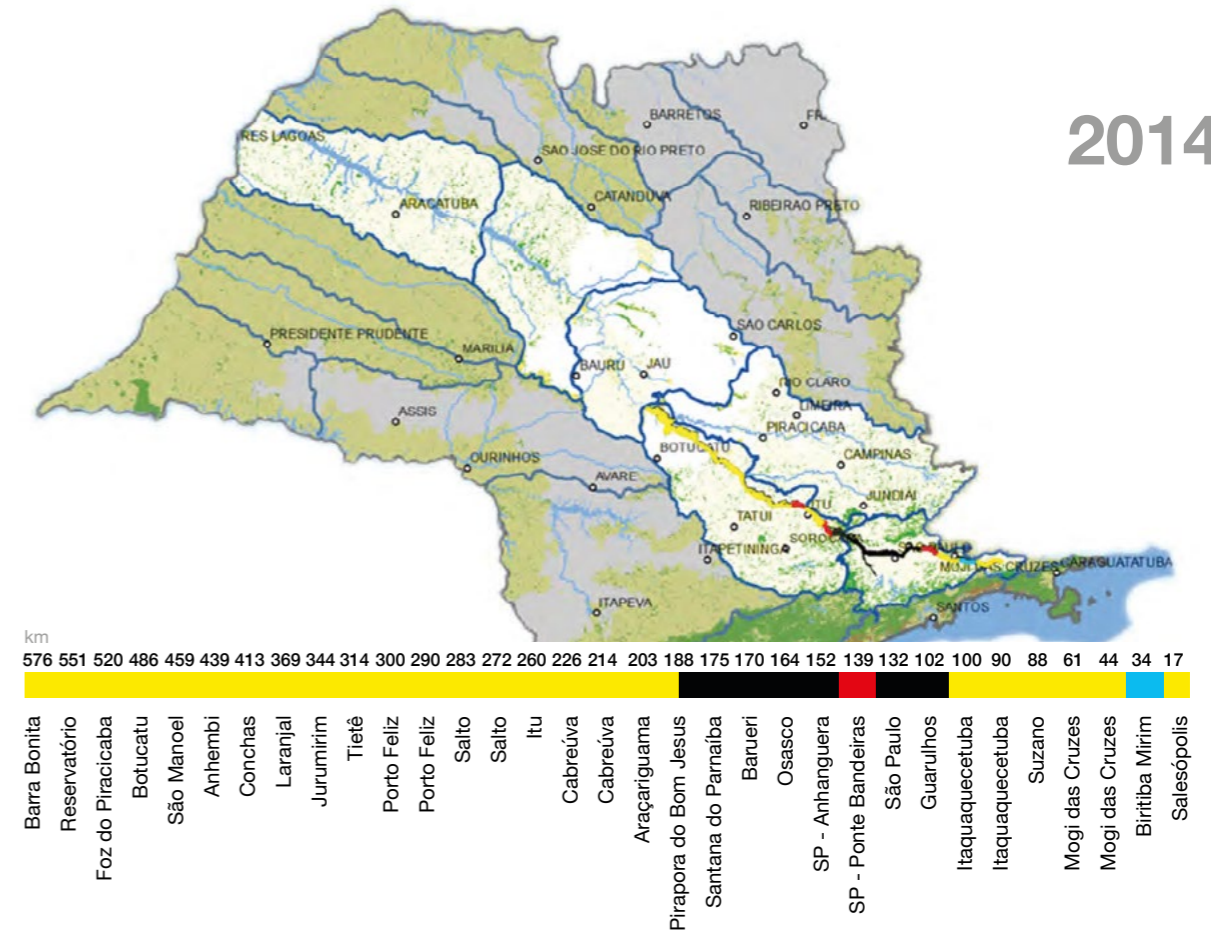 2014
BARRETOS
FR
RES LAGOAS
SAO JOSE DO RIO PRETO
CATANDUVA
ARACATUBA
RIBEIRAO PRETO
SAO CARLOS
PRESIDENTE PRUDENTE
MARILIA
BAURU
JAU
RIO CLARO
LIMEIRA
ASSIS
PIRACICABA
BOTUCATU
OURINHOS
CAMPINAS
AVARE
JUNDIAI
ITU
TATUI
SOROCABA
SAO PAULO
ITAPETININGA
MOJI DAS CRUZES
CARAGUATATUBA
ITAPEVA
SANTOS
km
576 551 520 486 459 439 413 369 344 314 300 290 283 272 260 226 214 203 188 175 170 164 152 139 132 102 100 90 88 61 44 34 17
Barra Bonita
Reservatório
Foz do Piracicaba
Botucatu
São Manoel
Anhembi
Conchas
Laranjal
Jurumirim
Tietê
Porto Feliz
Porto Feliz
Salto
Salto
Itu
Cabreúva
Cabreúva
Araçariguama
Pirapora do Bom Jesus
Santana do Parnaíba
Barueri
Osasco
SP - Anhanguera
SP - Ponte Bandeiras
São Paulo
Guarulhos
Itaquaquecetuba
Itaquaquecetuba
Suzano
Mogi das Cruzes
Mogi das Cruzes
Biritiba Mirim
Salesópolis